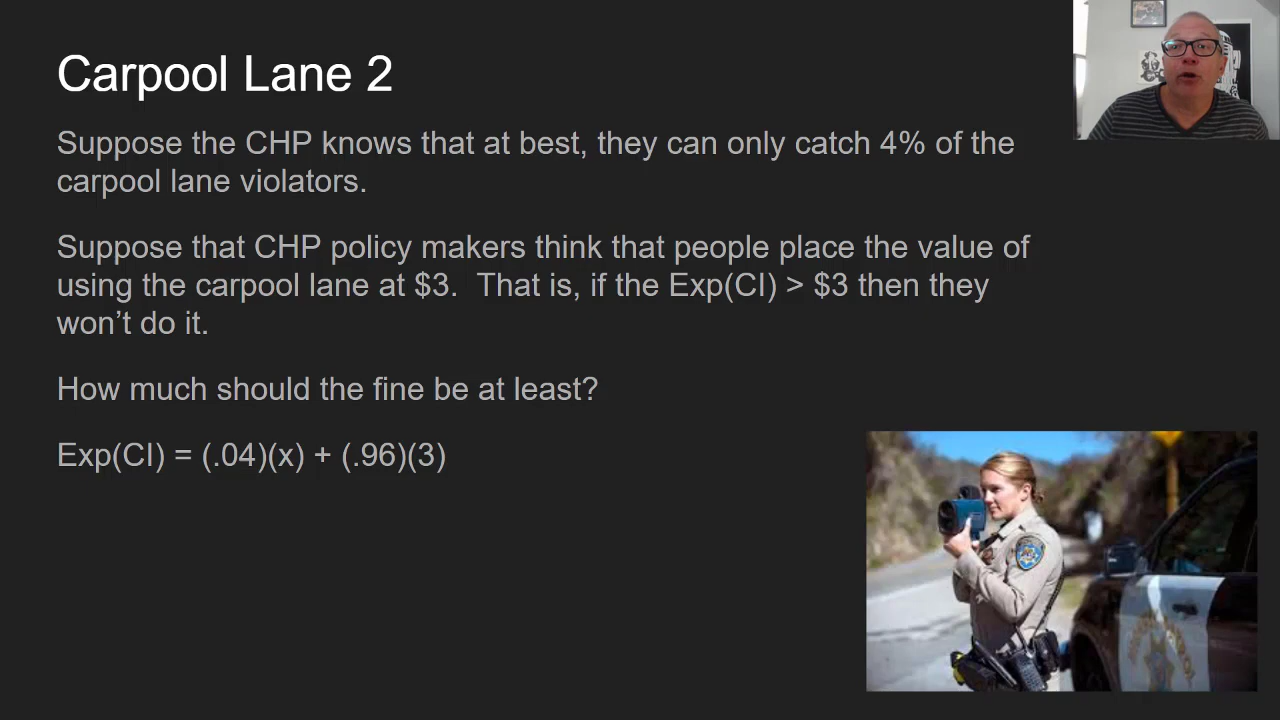 Carpool Lane 2
Suppose the CHP knows that at best, they can only catch 4% of the
carpool lane violators.
Suppose that CHP policy makers think that people place the value of
using the carpool lane at $3.  That is, if the Exp(CI) > $3 then they
won’t do it.
How much should the fine be at least?
Exp(CI) = (.04)(x) + (.96)(3)